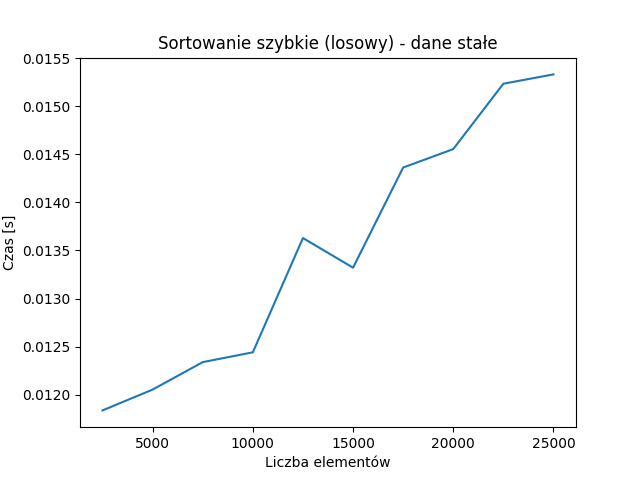 Sortowanie szybkie (losowy) - dane stałe
Czas [s]
0.0155
0.0150
0.0145
0.0140
0.0135
0.0130
0.0125
0.0120
5000 10000 15000 20000 25000
Liczba elementów